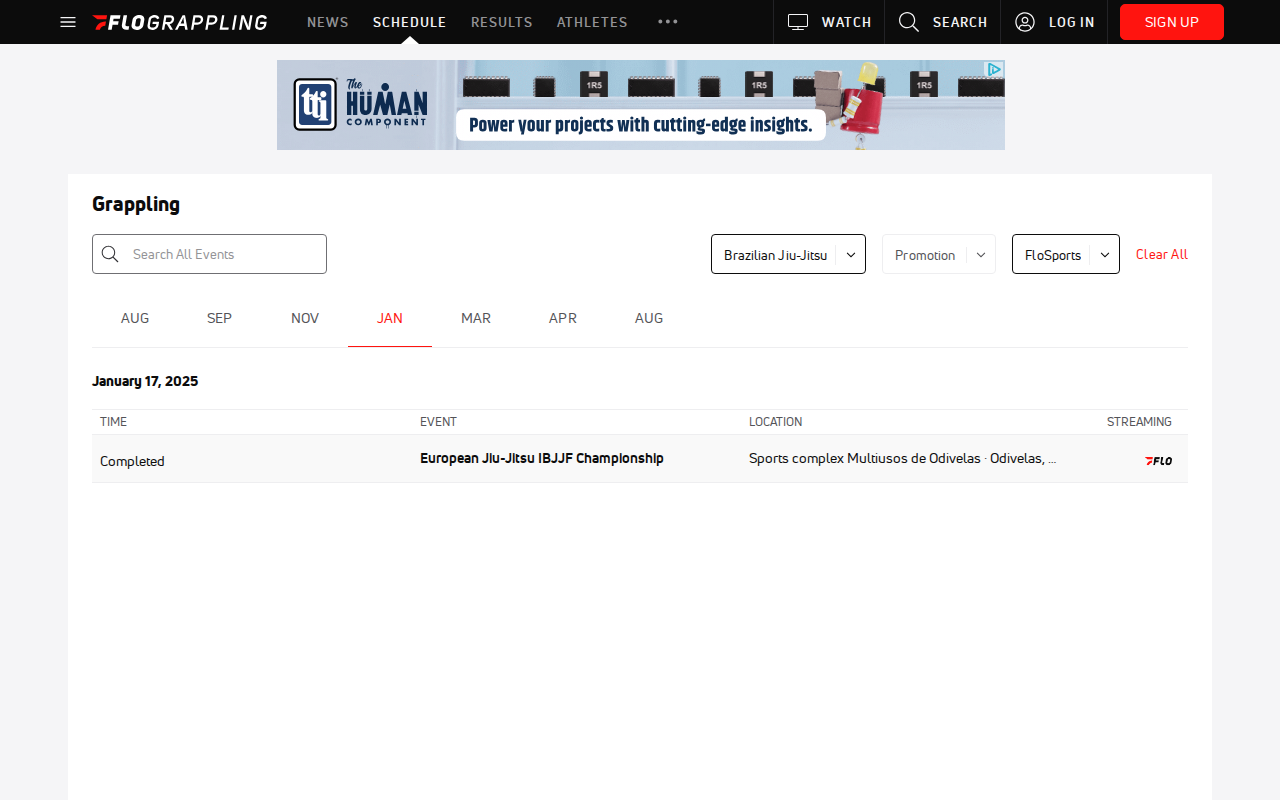 FLOGRAPPLING NEWS SCHEDULE RESULTS ATHLETES WATCH SEARCH LOG IN SIGN UP
tti The HUMAN COMPONENT
1R5 1R5 1R5
Power your projects with cutting-edge insights.
Grappling
Search All Events Brazilian Jiu-Jitsu Promotion FloSports Clear All
AUG SEP NOV JAN MAR APR AUG
January 17, 2025
TIME EVENT LOCATION STREAMING
Completed European Jiu-Jitsu IBJJF Championship Sports complex Multiusos de Odivelas · Odivelas, ... FLO